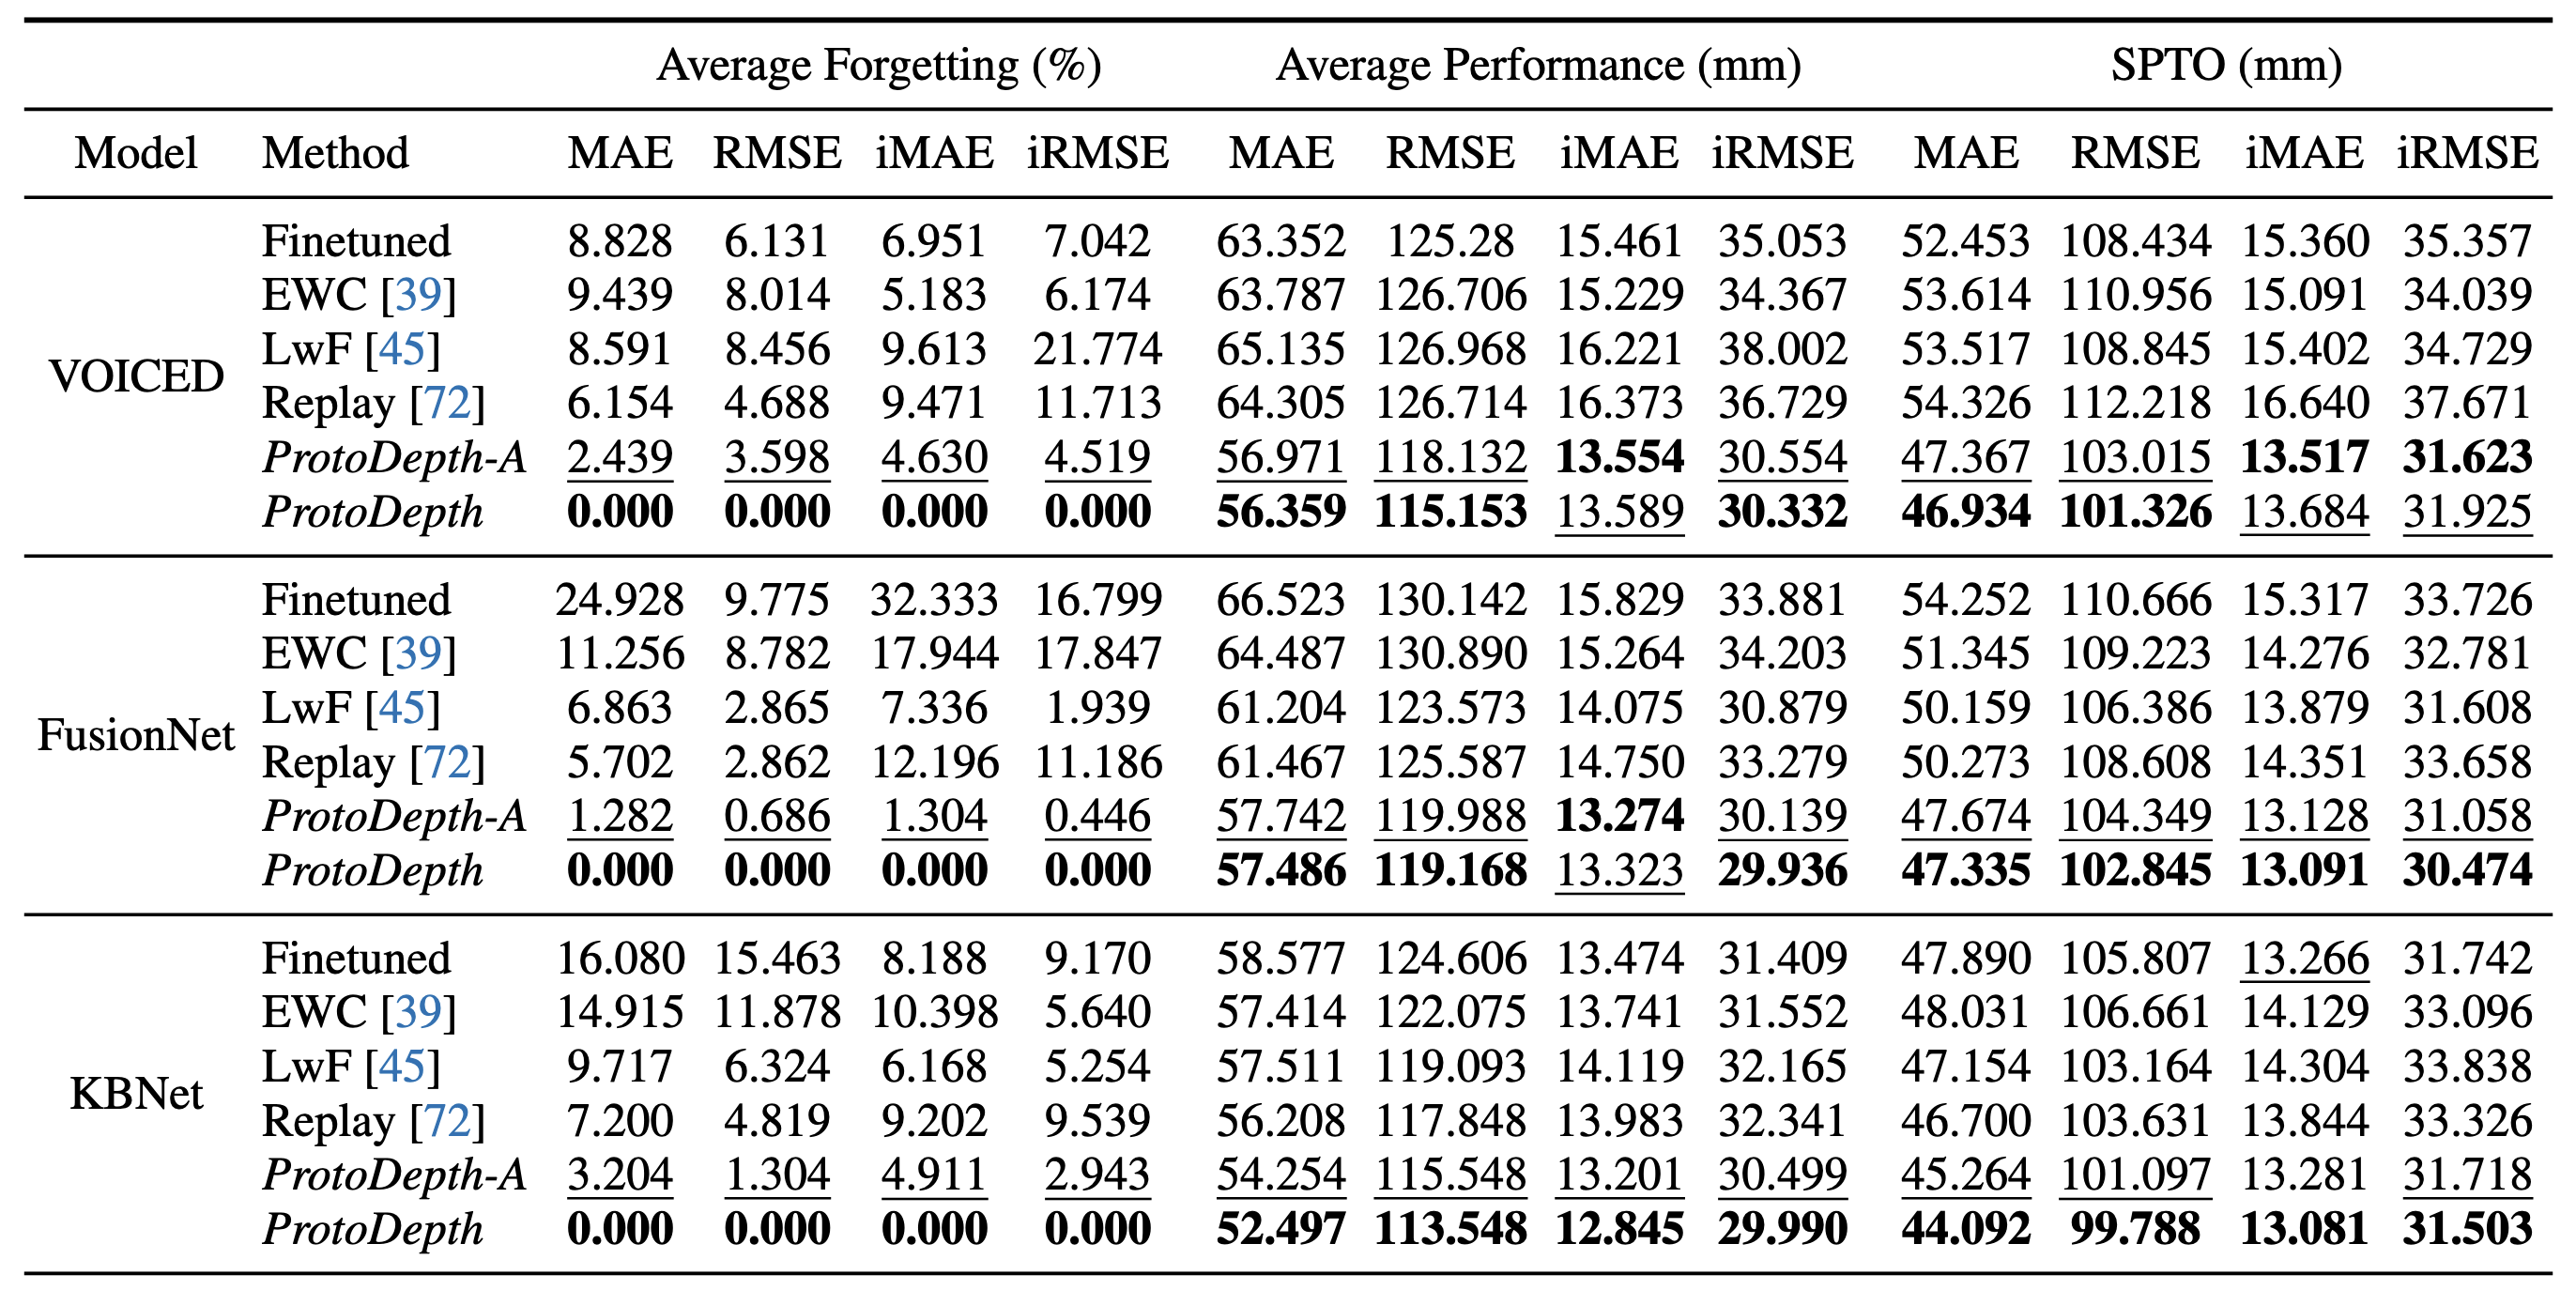 Average Forgetting (%) Average Performance (mm) SPTO (mm)
Model Method MAE RMSE iMAE iRMSE MAE RMSE iMAE iRMSE MAE RMSE iMAE iRMSE
Finetuned 8.828 6.131 6.951 7.042 63.352 125.28 15.461 35.053 52.453 108.434 15.360 35.357
EWC [39] 9.439 8.014 5.183 6.174 63.787 126.706 15.229 34.367 53.614 110.956 15.091 34.039
LwF [45] 8.591 8.456 9.613 21.774 65.135 126.968 16.221 38.002 53.517 108.845 15.402 34.729
VOICED
Replay [72] 6.154 4.688 9.471 11.713 64.305 126.714 16.373 36.729 54.326 112.218 16.640 37.671
ProtoDepth-A 2.439 3.598 4.630 4.519 56.971 118.132 13.554 30.554 47.367 103.015 13.517 31.623
ProtoDepth 0.000 0.000 0.000 0.000 56.359 115.153 13.589 30.332 46.934 101.326 13.684 31.925
Finetuned 24.928 9.775 32.333 16.799 66.523 130.142 15.829 33.881 54.252 110.666 15.317 33.726
EWC [39] 11.256 8.782 17.944 17.847 64.487 130.890 15.264 34.203 51.345 109.223 14.276 32.781
LwF [45] 6.863 2.865 7.336 1.939 61.204 123.573 14.075 30.879 50.159 106.386 13.879 31.608
FusionNet
Replay [72] 5.702 2.862 12.196 11.186 61.467 125.587 14.750 33.279 50.273 108.608 14.351 33.658
ProtoDepth-A 1.282 0.686 1.304 0.446 57.742 119.988 13.274 30.139 47.674 104.349 13.128 31.058
ProtoDepth 0.000 0.000 0.000 0.000 57.486 119.168 13.323 29.936 47.335 102.845 13.091 30.474
Finetuned 16.080 15.463 8.188 9.170 58.577 124.606 13.474 31.409 47.890 105.807 13.266 31.742
EWC [39] 14.915 11.878 10.398 5.640 57.414 122.075 13.741 31.552 48.031 106.661 14.129 33.096
LwF [45] 9.717 6.324 6.168 5.254 57.511 119.093 14.119 32.165 47.154 103.164 14.304 33.838
KBNet
Replay [72] 7.200 4.819 9.202 9.539 56.208 117.848 13.983 32.341 46.700 103.631 13.844 33.326
ProtoDepth-A 3.204 1.304 4.911 2.943 54.254 115.548 13.201 30.499 45.264 101.097 13.281 31.718
ProtoDepth 0.000 0.000 0.000 0.000 52.497 113.548 12.845 29.990 44.092 99.788 13.081 31.503